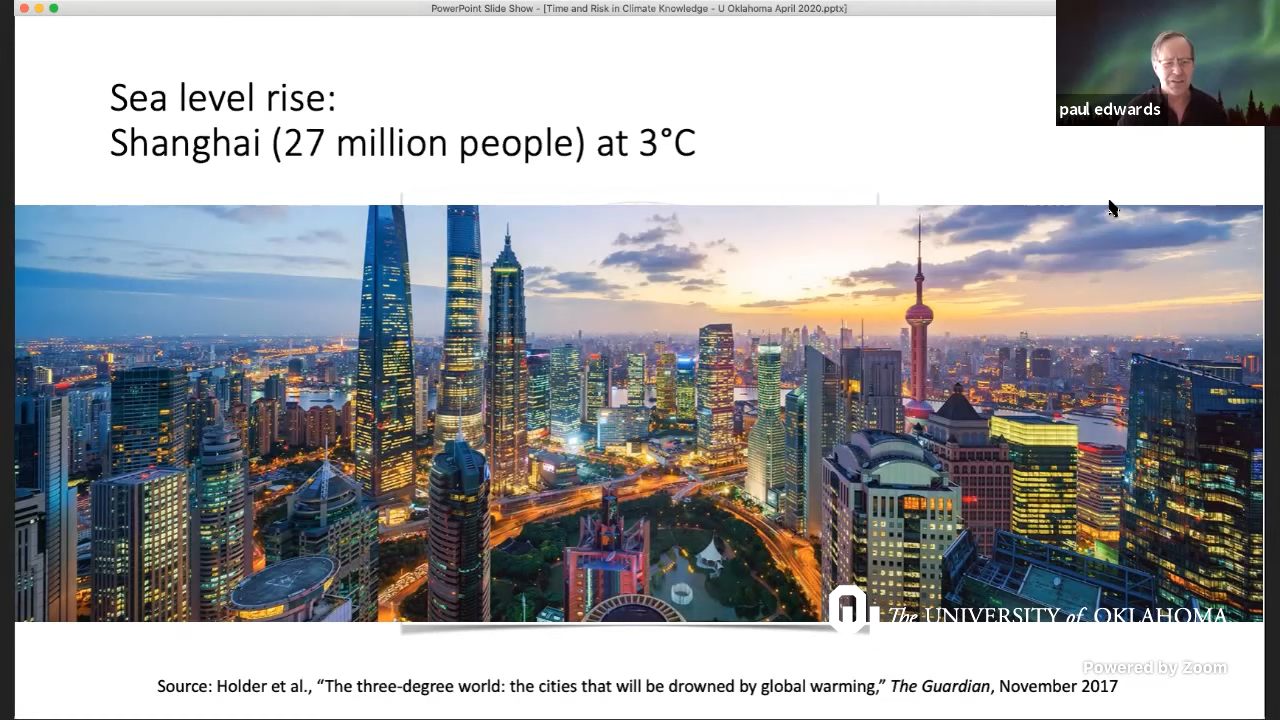 PowerPoint Slide Show - [Time and Risk in Climate Knowledge - U Oklahoma April 2020.pptx]
paul edwards
Sea level rise:
Shanghai (27 million people) at 3°C
The UNIVERSITY of OKLAHOMA
Powered by Zoom
Source: Holder et al., “The three-degree world: the cities that will be drowned by global warming,” The Guardian, November 2017